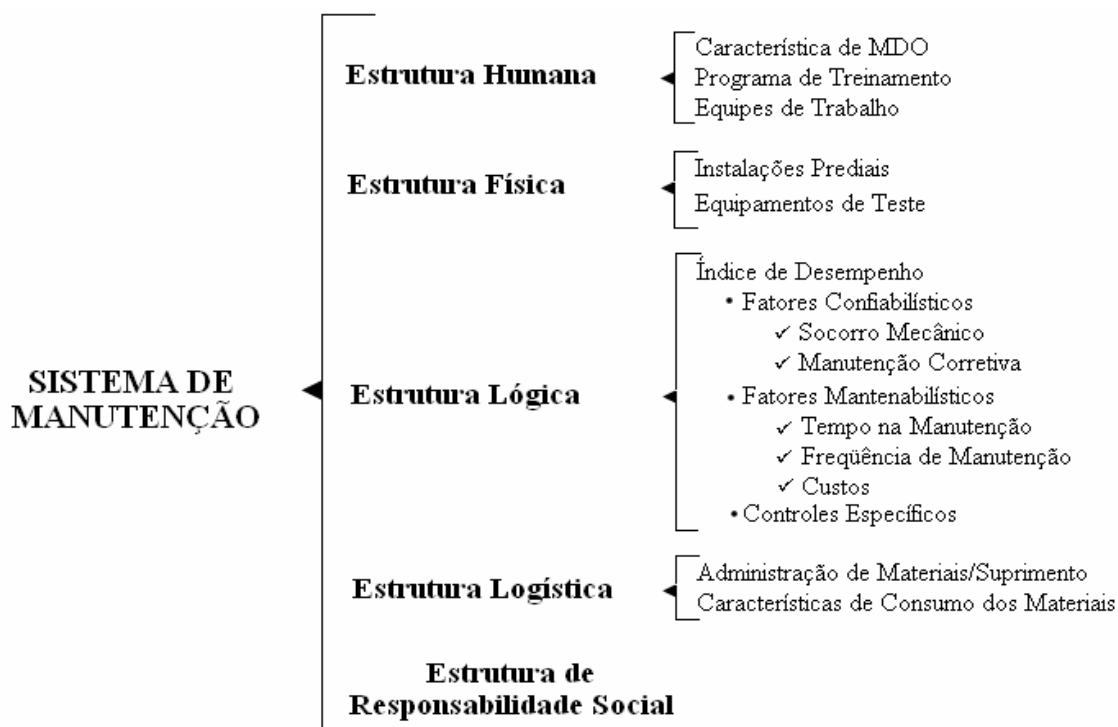 SISTEMA DE
MANUTENÇÃO
Estrutura Humana
Característica de MDO
Programa de Treinamento
Equipes de Trabalho
Estrutura Física
Instalações Prediais
Equipamentos de Teste
Estrutura Lógica
Índice de Desempenho
• Fatores Confiabilísticos
✓ Socorro Mecânico
✓ Manutenção Corretiva
• Fatores Mantenabilísticos
✓ Tempo na Manutenção
✓ Freqüência de Manutenção
✓ Custos
• Controles Específicos
Estrutura Logística
Administração de Materiais/Suprimento
Características de Consumo dos Materiais
Estrutura de
Responsabilidade Social